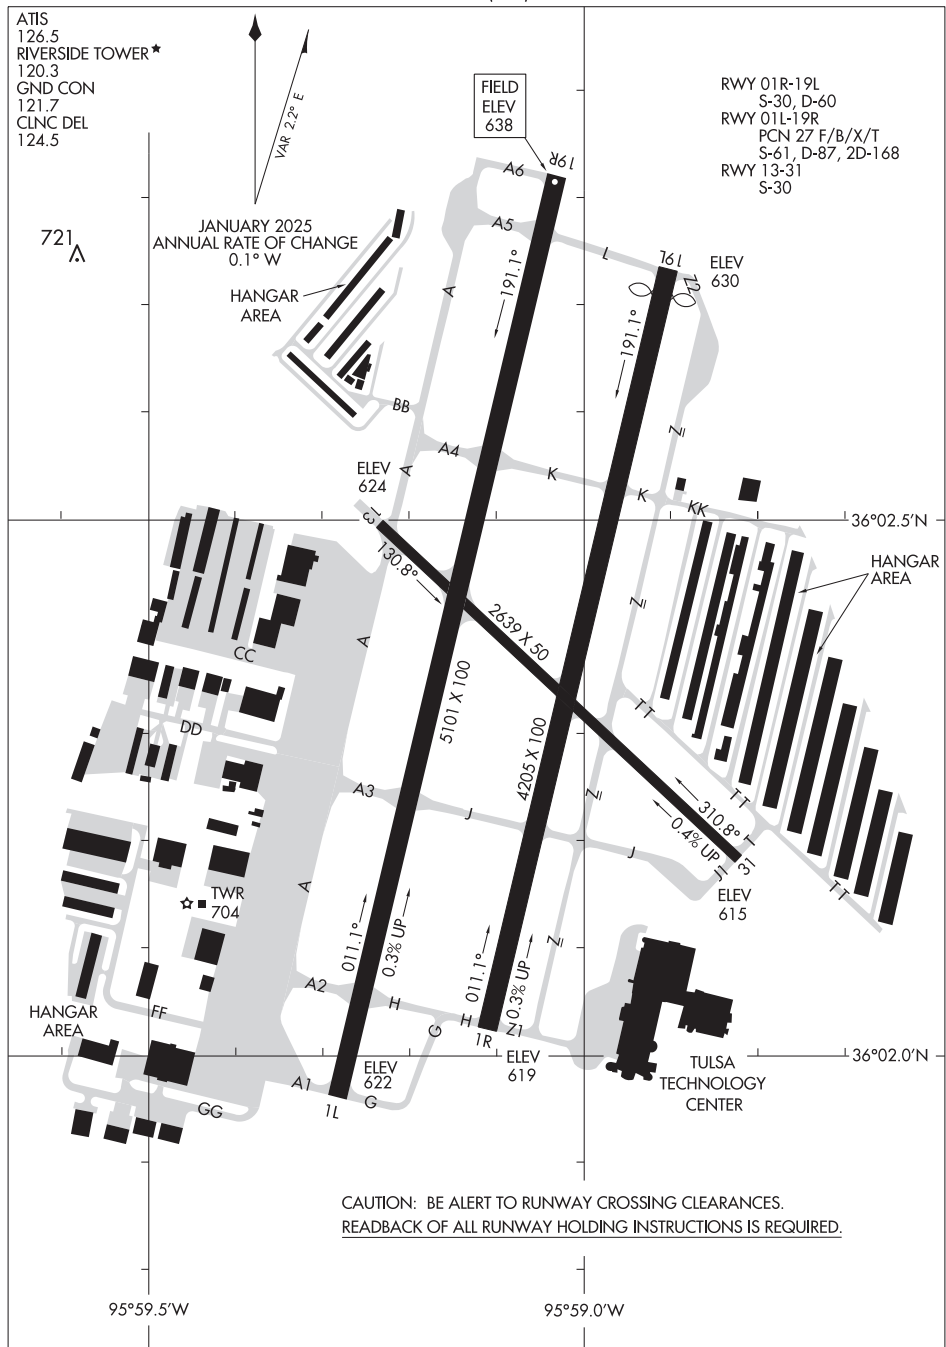 ATIS
126.5
RIVERSIDE TOWER★
120.3
GND CON
121.7
CLNC DEL
124.5
VAR 2.2° E
JANUARY 2025
ANNUAL RATE OF CHANGE
0.1° W
FIELD
ELEV
638
RWY 01R-19L
S-30, D-60
RWY 01L-19R
PCN 27 F/B/X/T
S-61, D-87, 2D-168
RWY 13-31
S-30
721
HANGAR
AREA
A6
19R
A5
L
191.1°
A
19L
Z2
ELEV
630
191.1°
BB
A4
K
Z
A
ELEV
624
13
K
KK
36°02.5'N
HANGAR
AREA
130.8°
2639 X 50
Z
A
CC
5101 X 100
DD
TT
4205 X 100
A3
J
Z
TT
310.8°
0.4% UP
T
31
J
J1
ELEV
615
TT
A
TWR
704
011.1°
0.3% UP
011.1°
0.3% UP
Z
A2
H
G
H
1R
Z1
HANGAR
AREA
FF
ELEV
622
ELEV
619
36°02.0'N
TULSA
TECHNOLOGY
CENTER
A1
1L
G
GG
CAUTION: BE ALERT TO RUNWAY CROSSING CLEARANCES.
READBACK OF ALL RUNWAY HOLDING INSTRUCTIONS IS REQUIRED.
95°59.5'W
95°59.0'W